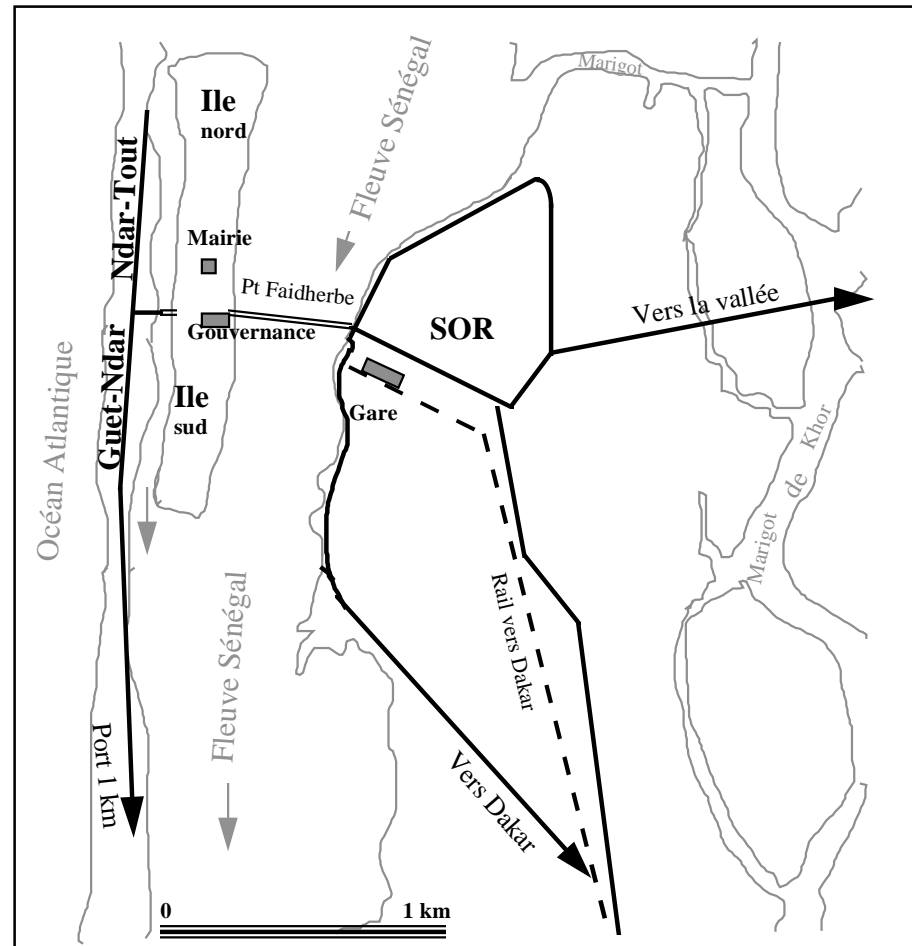 Marigot
Ile
nord
Fleuve Sénégal
Ndar-Tout
Mairie
Pt Faidherbe
Gouvernance
SOR
Vers la vallée
Océan Atlantique
Guet-Ndar
Ile
sud
Gare
Marigot de Khor
Rail vers Dakar
Fleuve Sénégal
Port 1 km
Vers Dakar
0 1 km